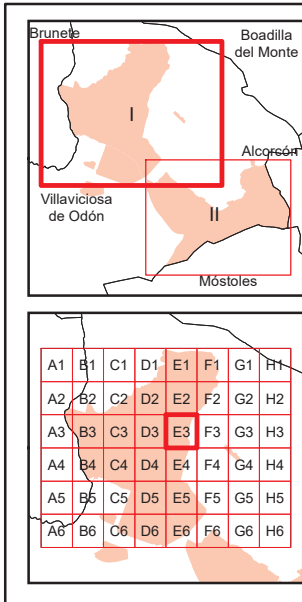 Brunete
Boadilla
del Monte
I
Alcorcón
Villaviciosa
de Odón
II
Móstoles
A1 B1 C1 D1 E1 F1 G1 H1
A2 B2 C2 D2 E2 F2 G2 H2
A3 B3 C3 D3 E3 F3 G3 H3
A4 B4 C4 D4 E4 F4 G4 H4
A5 B5 C5 D5 E5 F5 G5 H5
A6 B6 C6 D6 E6 F6 G6 H6